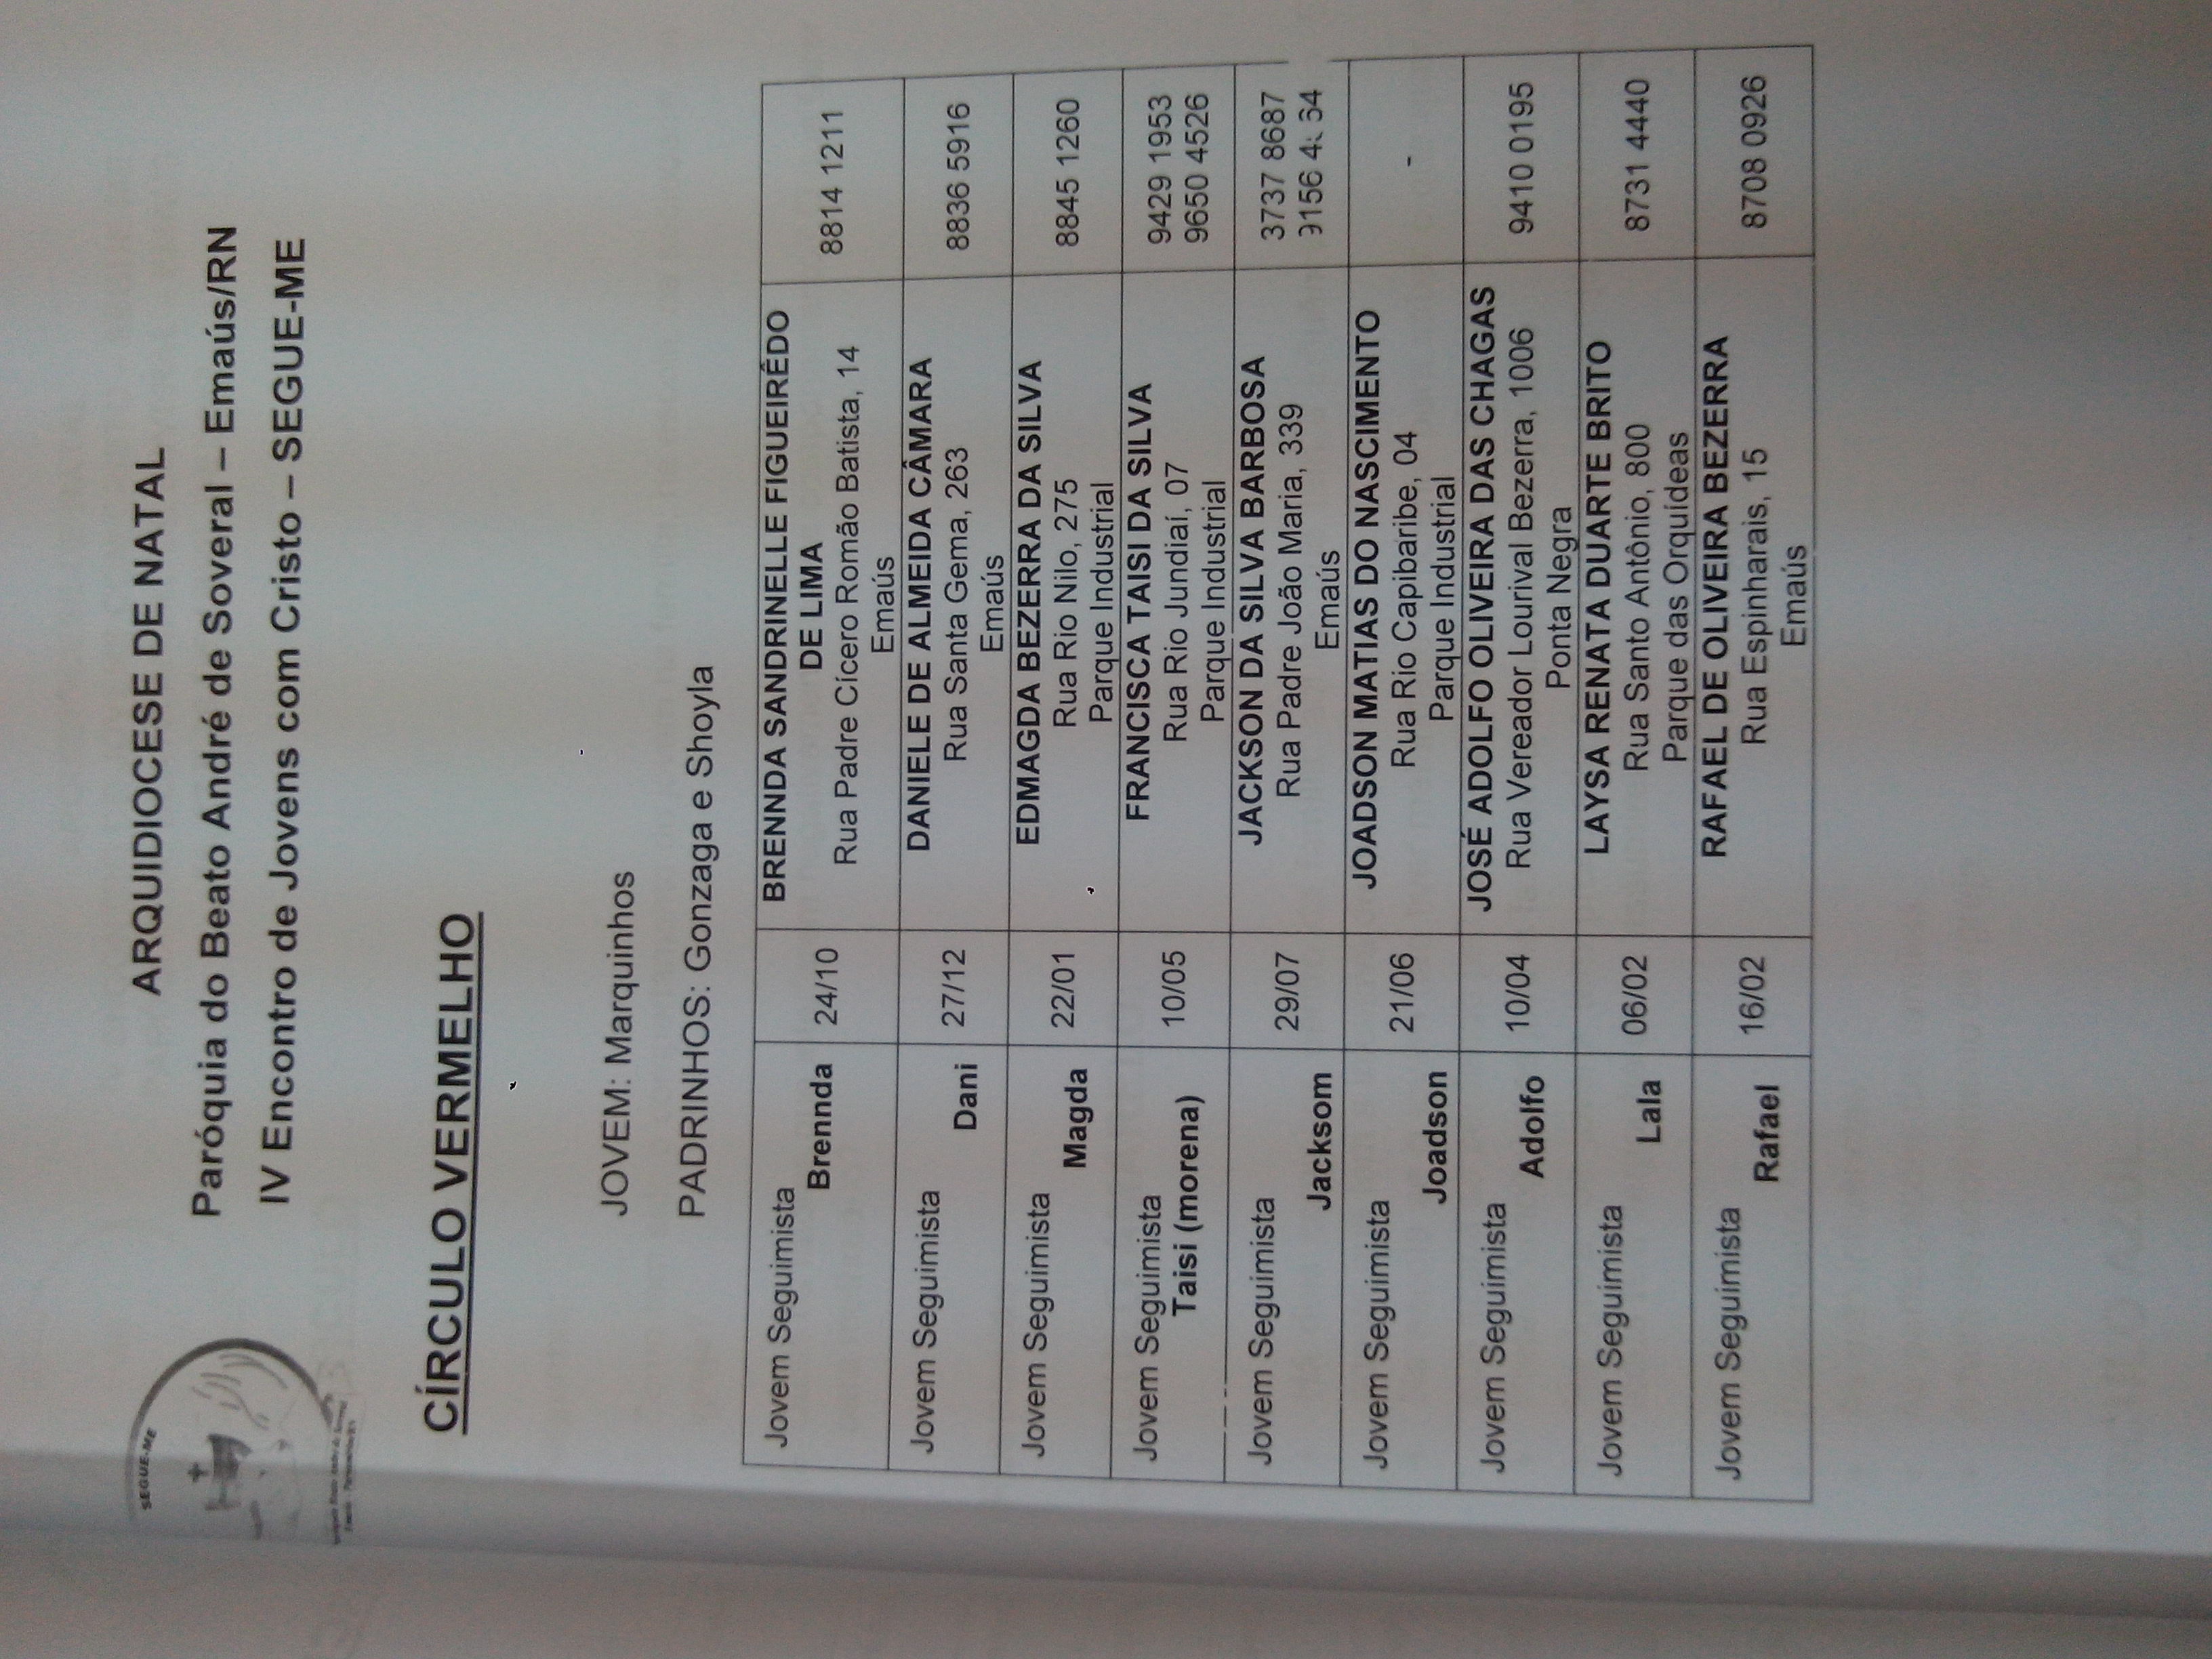 SEGUE-ME
ARQUIDIOCESE DE NATAL
Paróquia do Beato André de Soveral – Emaús/RN
IV Encontro de Jovens com Cristo – SEGUE-ME
CÍRCULO VERMELHO
JOVEM: Marquinhos
PADRINHOS: Gonzaga e Shoyla
Jovem Seguimista
Brennda
24/10
BRENNDA SANDRINELLE FIGUEIRÊDO
DE LIMA
Rua Padre Cícero Romão Batista, 14
Emaús
8814 1211
Jovem Seguimista
Dani
27/12
DANIELE DE ALMEIDA CÂMARA
Rua Santa Gema, 263
Emaús
8836 5916
Jovem Seguimista
Magda
22/01
EDMAGDA BEZERRA DA SILVA
Rua Rio Nilo, 275
Parque Industrial
8845 1260
Jovem Seguimista
Taisi (morena)
10/05
FRANCISCA TAISI DA SILVA
Rua Rio Jundiaí, 07
Parque Industrial
9429 1953
9650 4526
Jovem Seguimista
Jacksom
29/07
JACKSON DA SILVA BARBOSA
Rua Padre João Maria, 339
Emaús
3737 8687
9156
Jovem Seguimista
Joadson
21/06
JOADSON MATIAS DO NASCIMENTO
Rua Rio Capibaribe, 04
Parque Industrial
-
Jovem Seguimista
Adolfo
10/04
JOSÉ ADOLFO OLIVEIRA DAS CHAGAS
Rua Vereador Lourival Bezerra, 1006
Ponta Negra
9410 0195
Jovem Seguimista
Lala
06/02
LAYSA RENATA DUARTE BRITO
Rua Santo Antônio, 800
Parque das Orquídeas
8731 4440
Jovem Seguimista
Rafael
16/02
RAFAEL DE OLIVEIRA BEZERRA
Rua Espinharais, 15
Emaús
8708 0926